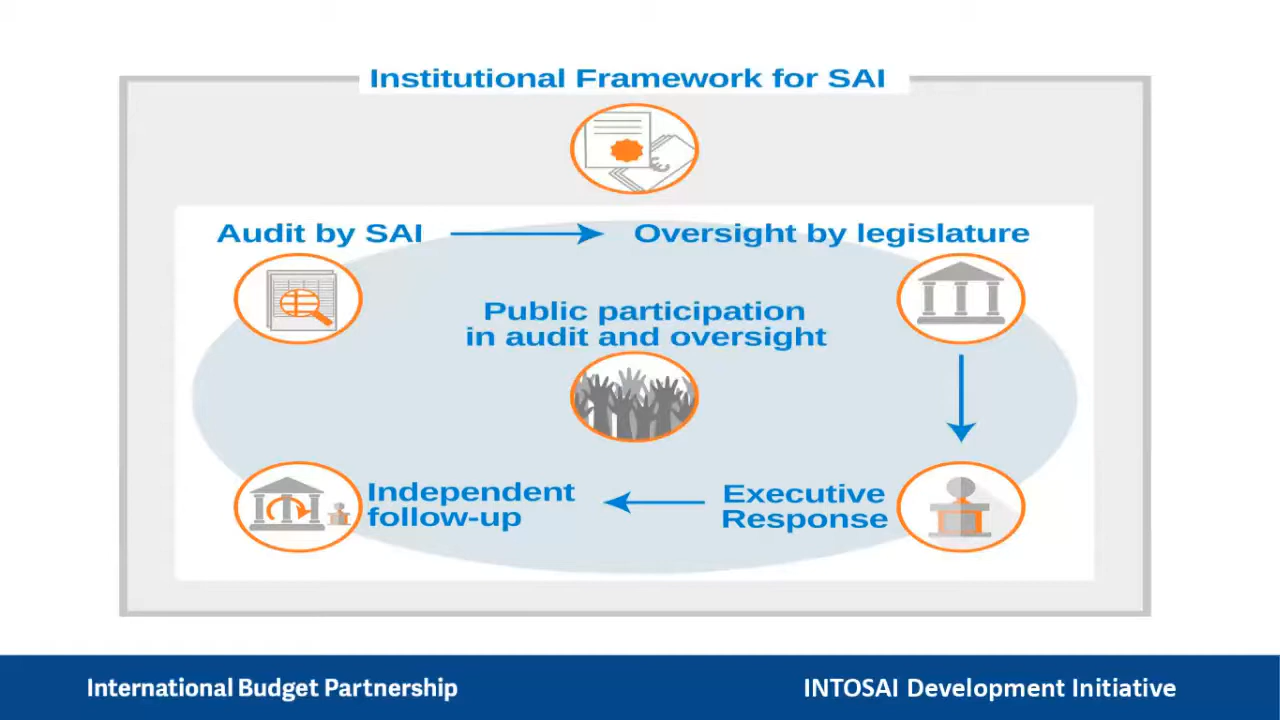 Institutional Framework for SAI
Audit by SAI
Oversight by legislature
Public participation
in audit and oversight
Independent
follow-up
Executive
Response
International Budget Partnership
INTOSAI Development Initiative